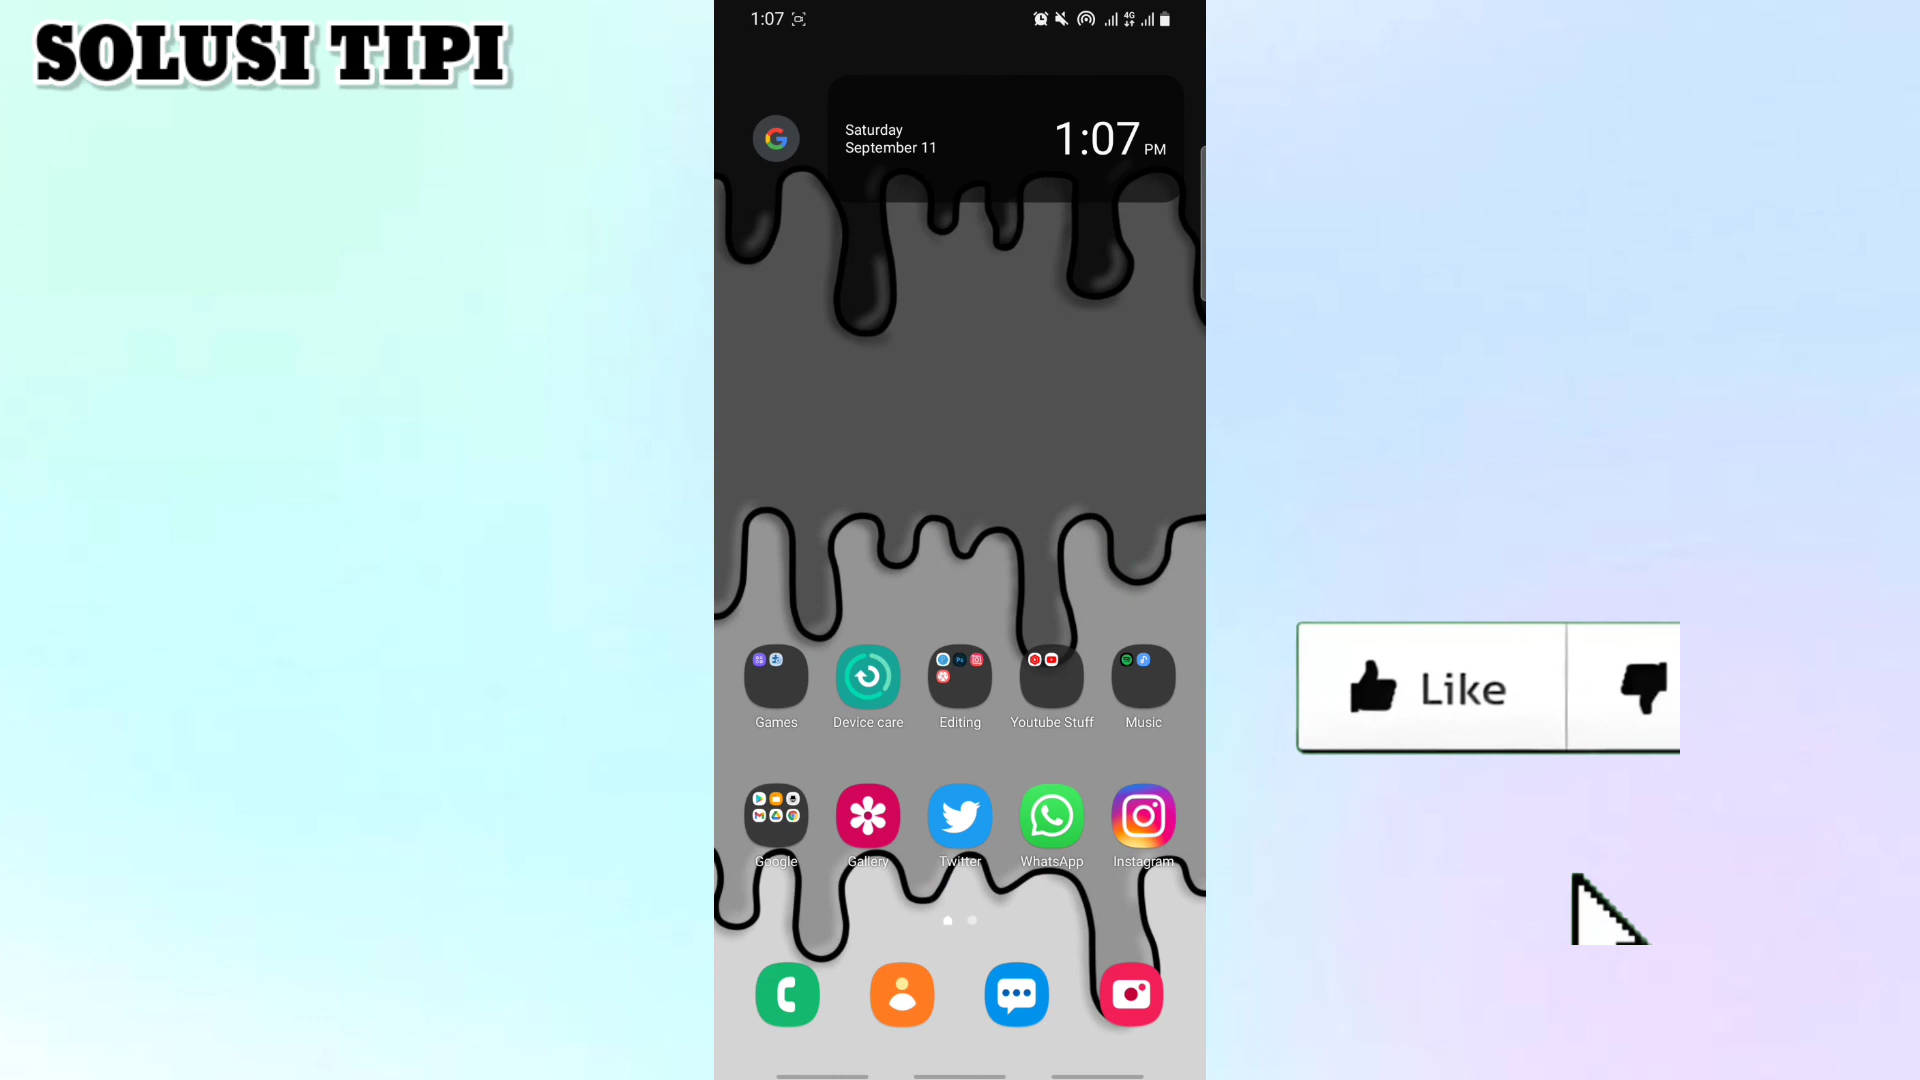 SOLUSI TIPI
1:07
4G
Saturday
September 11
1:07 PM
Games
Device care
Editing
Youtube Stuff
Music
Google
Gallery
Twitter
WhatsApp
Instagram
Like